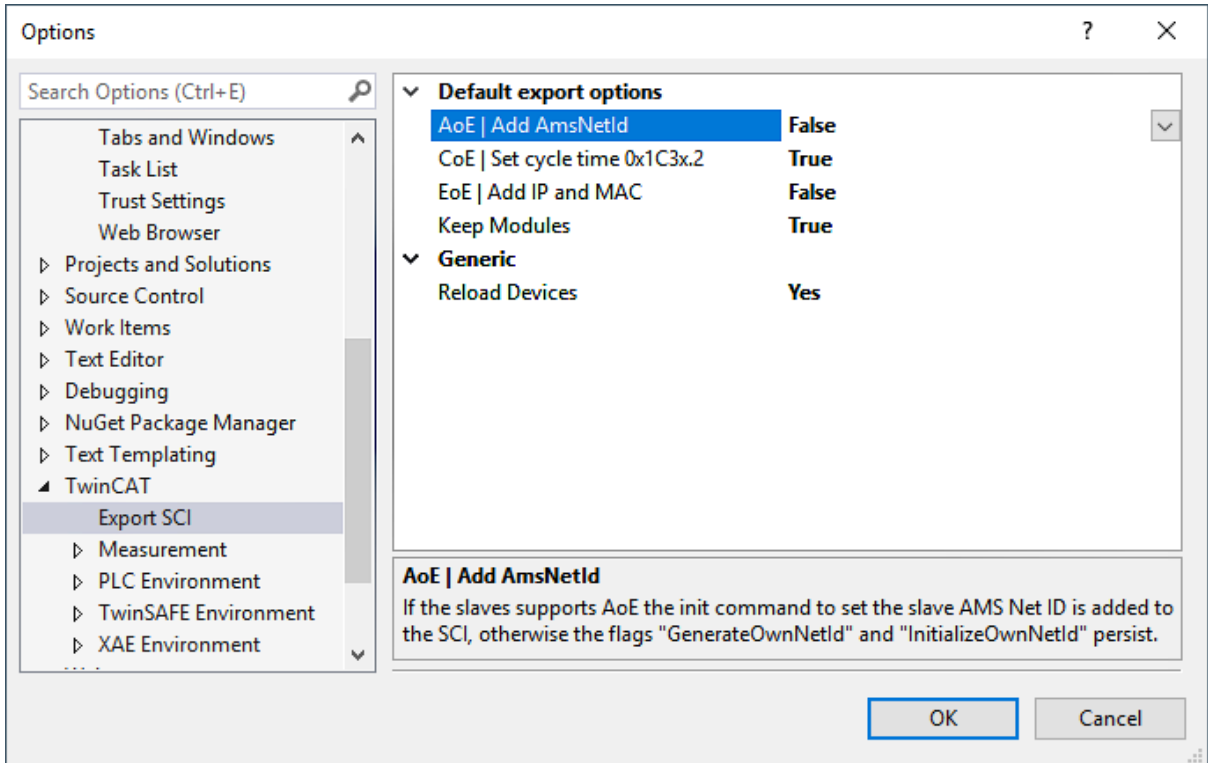 Options
?
Search Options (Ctrl+E)
Tabs and Windows
Task List
Trust Settings
Web Browser
Projects and Solutions
Source Control
Work Items
Text Editor
Debugging
NuGet Package Manager
Text Templating
TwinCAT
Export SCI
Measurement
PLC Environment
TwinSAFE Environment
XAE Environment
Default export options
AoE | Add AmsNetId False
CoE | Set cycle time 0x1C3x.2 True
EoE | Add IP and MAC False
Keep Modules True
Generic
Reload Devices Yes
AoE | Add AmsNetId
If the slaves supports AoE the init command to set the slave AMS Net ID is added to
the SCI, otherwise the flags "GenerateOwnNetId" and "InitializeOwnNetId" persist.
OK Cancel